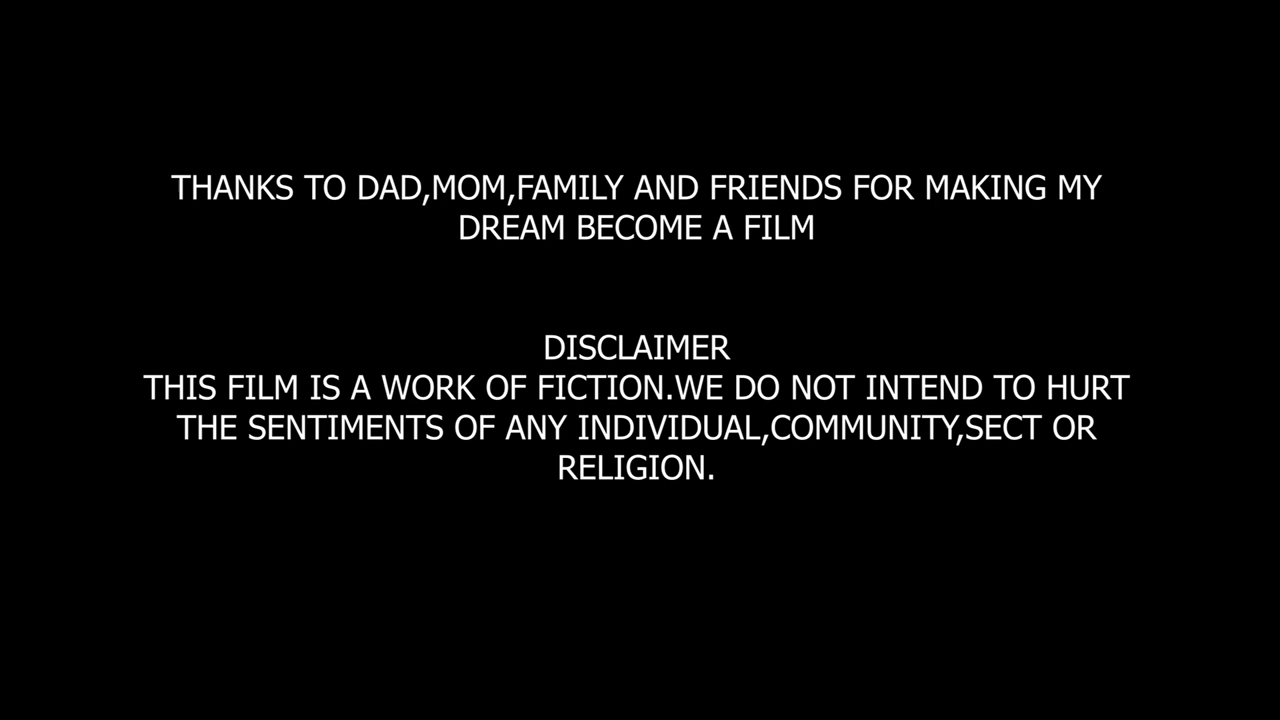 THANKS TO DAD,MOM,FAMILY AND FRIENDS FOR MAKING MY
DREAM BECOME A FILM
DISCLAIMER
THIS FILM IS A WORK OF FICTION.WE DO NOT INTEND TO HURT
THE SENTIMENTS OF ANY INDIVIDUAL,COMMUNITY,SECT OR
RELIGION.